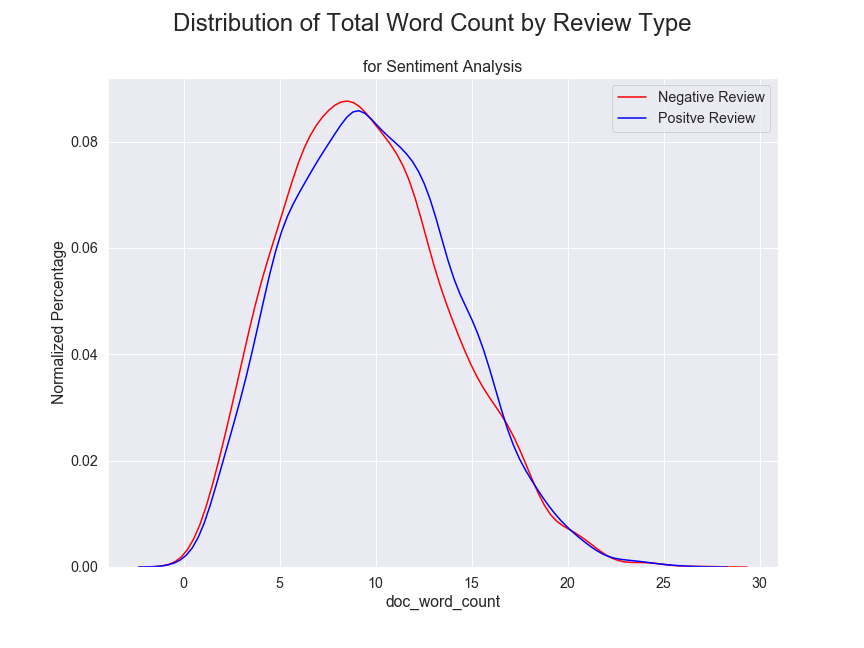 Distribution of Total Word Count by Review Type
for Sentiment Analysis
Negative Review
Positve Review
Normalized Percentage
0.08
0.06
0.04
0.02
0.00
0 5 10 15 20 25 30
doc_word_count